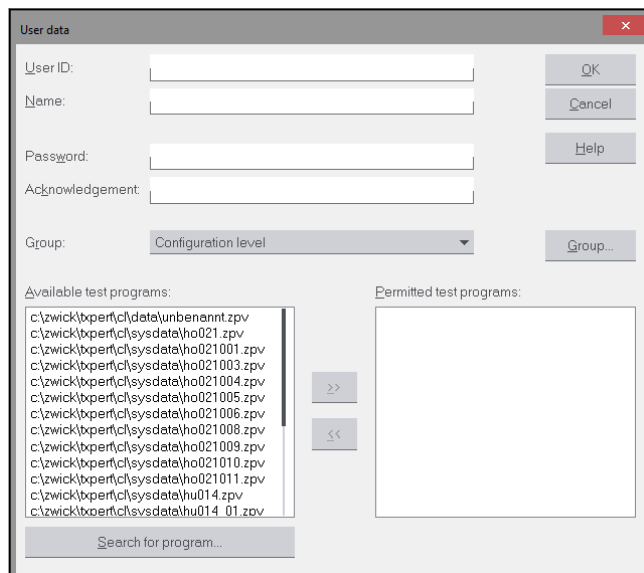 User data
User ID:
OK
Name:
Cancel
Help
Password:
Acknowledgement:
Group:
Configuration level
Group...
Available test programs:
Permitted test programs:
c:\zwick\txpert\cl\data\unbenannt.zpv
c:\zwick\txpert\cl\sysdata\ho021.zpv
c:\zwick\txpert\cl\sysdata\ho021001.zpv
c:\zwick\txpert\cl\sysdata\ho021003.zpv
c:\zwick\txpert\cl\sysdata\ho021004.zpv
c:\zwick\txpert\cl\sysdata\ho021005.zpv
c:\zwick\txpert\cl\sysdata\ho021006.zpv
c:\zwick\txpert\cl\sysdata\ho021008.zpv
c:\zwick\txpert\cl\sysdata\ho021009.zpv
c:\zwick\txpert\cl\sysdata\ho021010.zpv
c:\zwick\txpert\cl\sysdata\ho021011.zpv
c:\zwick\txpert\cl\sysdata\hu014.zpv
c:\zwick\txpert\cl\sysdata\hu014_01.zpv
>>
<<
Search for program...